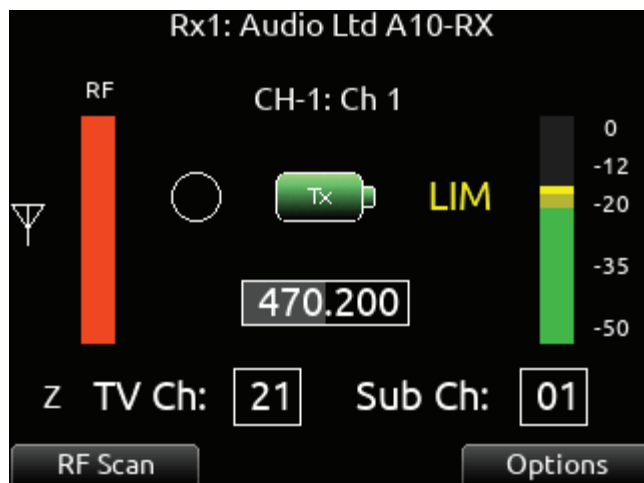 Rx1: Audio Ltd A10-RX
RF
CH-1: Ch 1
0
-12
Tx
LIM
-20
-35
470.200
-50
Z TV Ch: 21 Sub Ch: 01
RF Scan Options